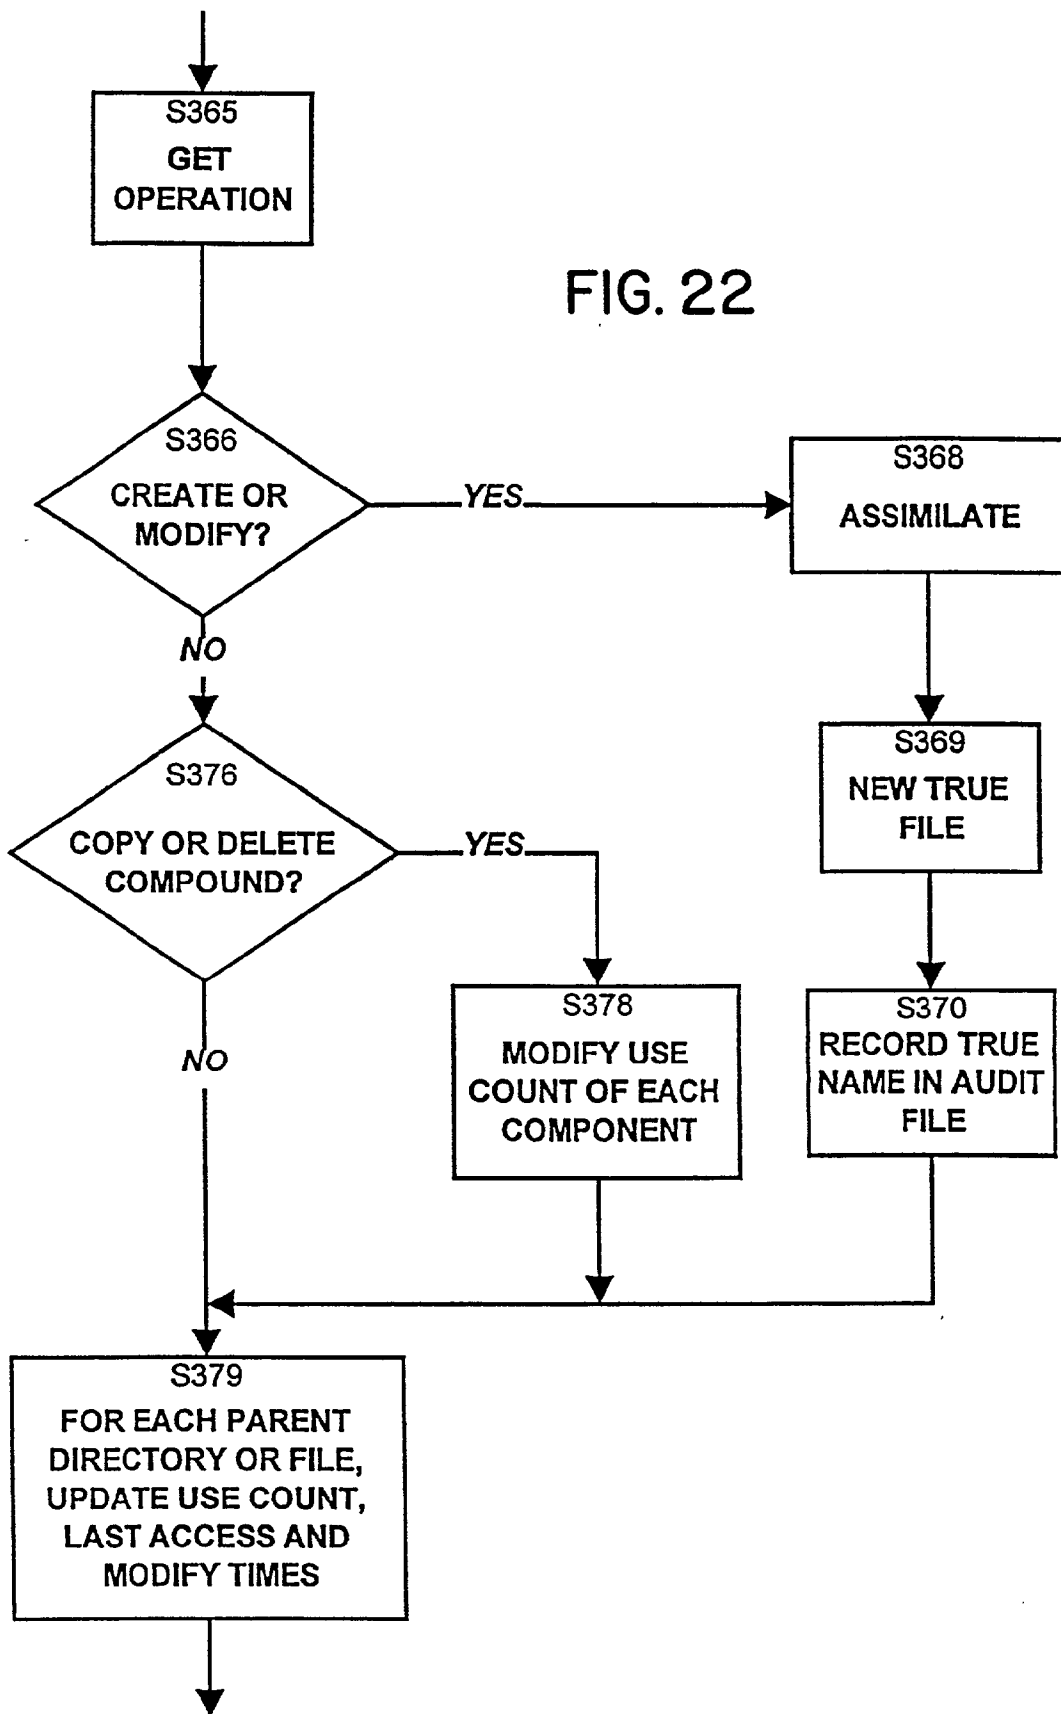 S365
GET
OPERATION
FIG. 22
S366
CREATE OR
MODIFY?
YES
S368
ASSIMILATE
NO
S369
NEW TRUE
FILE
S376
COPY OR DELETE
COMPOUND?
YES
S378
MODIFY USE
COUNT OF EACH
COMPONENT
S370
RECORD TRUE
NAME IN AUDIT
FILE
NO
S379
FOR EACH PARENT
DIRECTORY OR FILE,
UPDATE USE COUNT,
LAST ACCESS AND
MODIFY TIMES